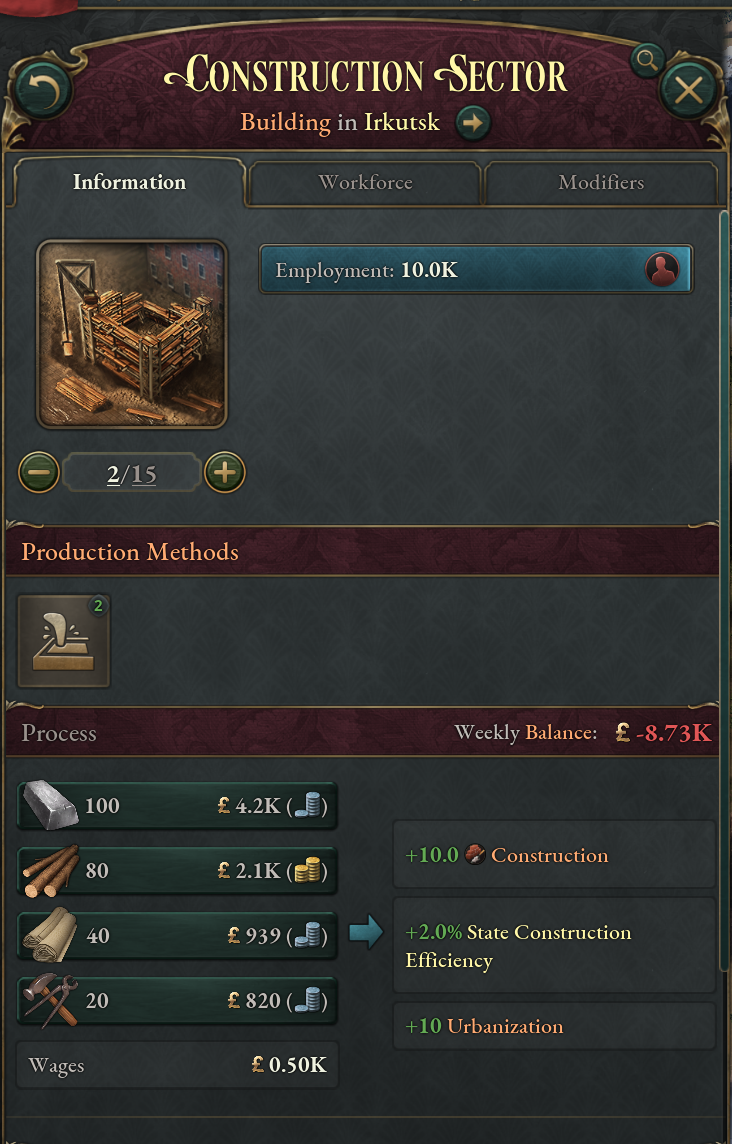 Construction Sector
Building in Irkutsk
Information
Workforce
Modifiers
Employment: 10.0K
2/15
Production Methods
2
Process
Weekly Balance: £ -8.73K
100 £ 4.2K ( )
80 £ 2.1K ( )
40 £ 939 ( )
20 £ 820 ( )
Wages £ 0.50K
+10.0 Construction
+2.0% State Construction
Efficiency
+10 Urbanization